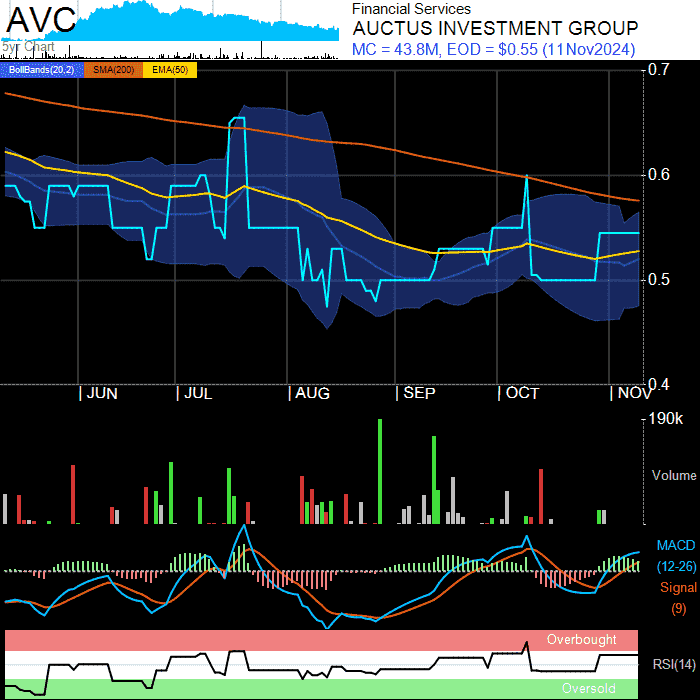 AVC
5yr Chart
Financial Services
AUCTUS INVESTMENT GROUP
MC = 43.8M, EOD = $0.55 (11Nov2024)
BollBands(20,2) SMA(200) EMA(50)
0.7
0.6
0.5
0.4
JUN JUL AUG SEP OCT NOV
190k
Volume
MACD
(12-26)
Signal
(9)
Overbought
RSI(14)
Oversold